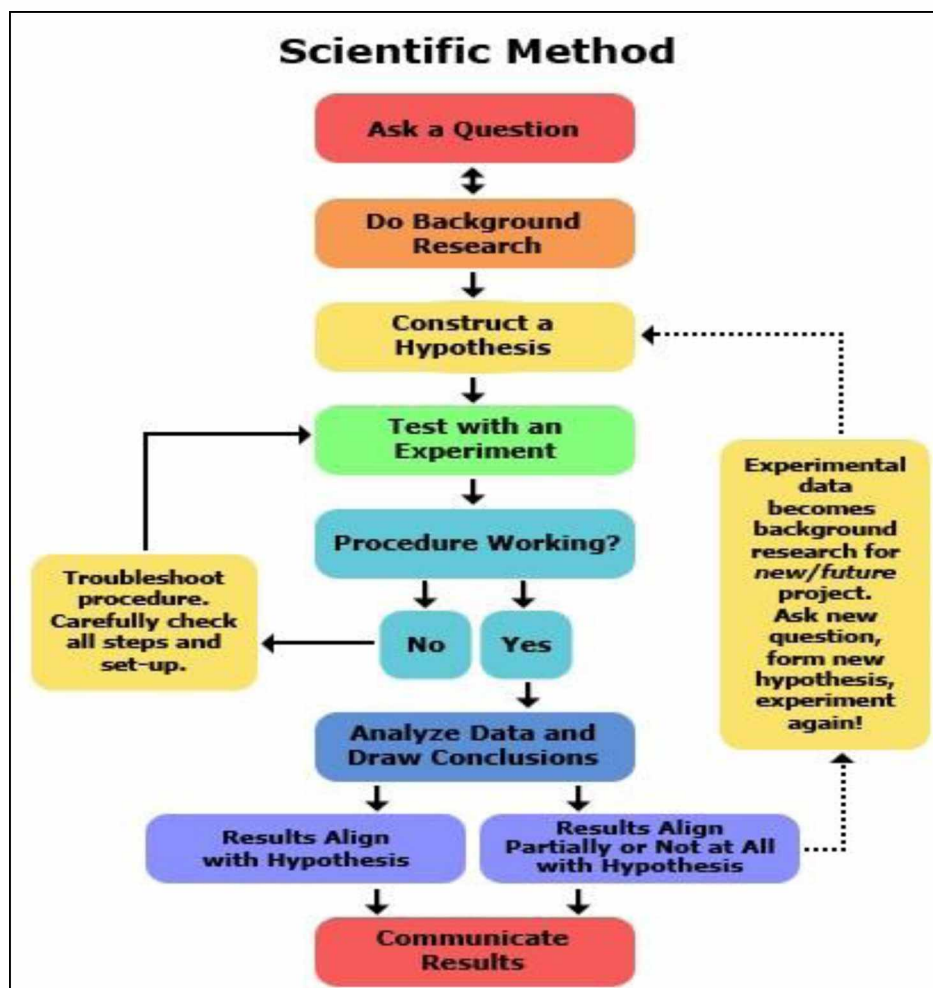 Scientific Method
Ask a Question
Do Background
Research
Construct a
Hypothesis
Test with an
Experiment
Procedure Working?
No
Yes
Troubleshoot
procedure.
Carefully check
all steps and
set-up.
Experimental
data
becomes
background
research for
new/future
project.
Ask new
question,
form new
hypothesis,
experiment
again!
Analyze Data and
Draw Conclusions
Results Align
with Hypothesis
Results Align
Partially or Not at All
with Hypothesis
Communicate
Results